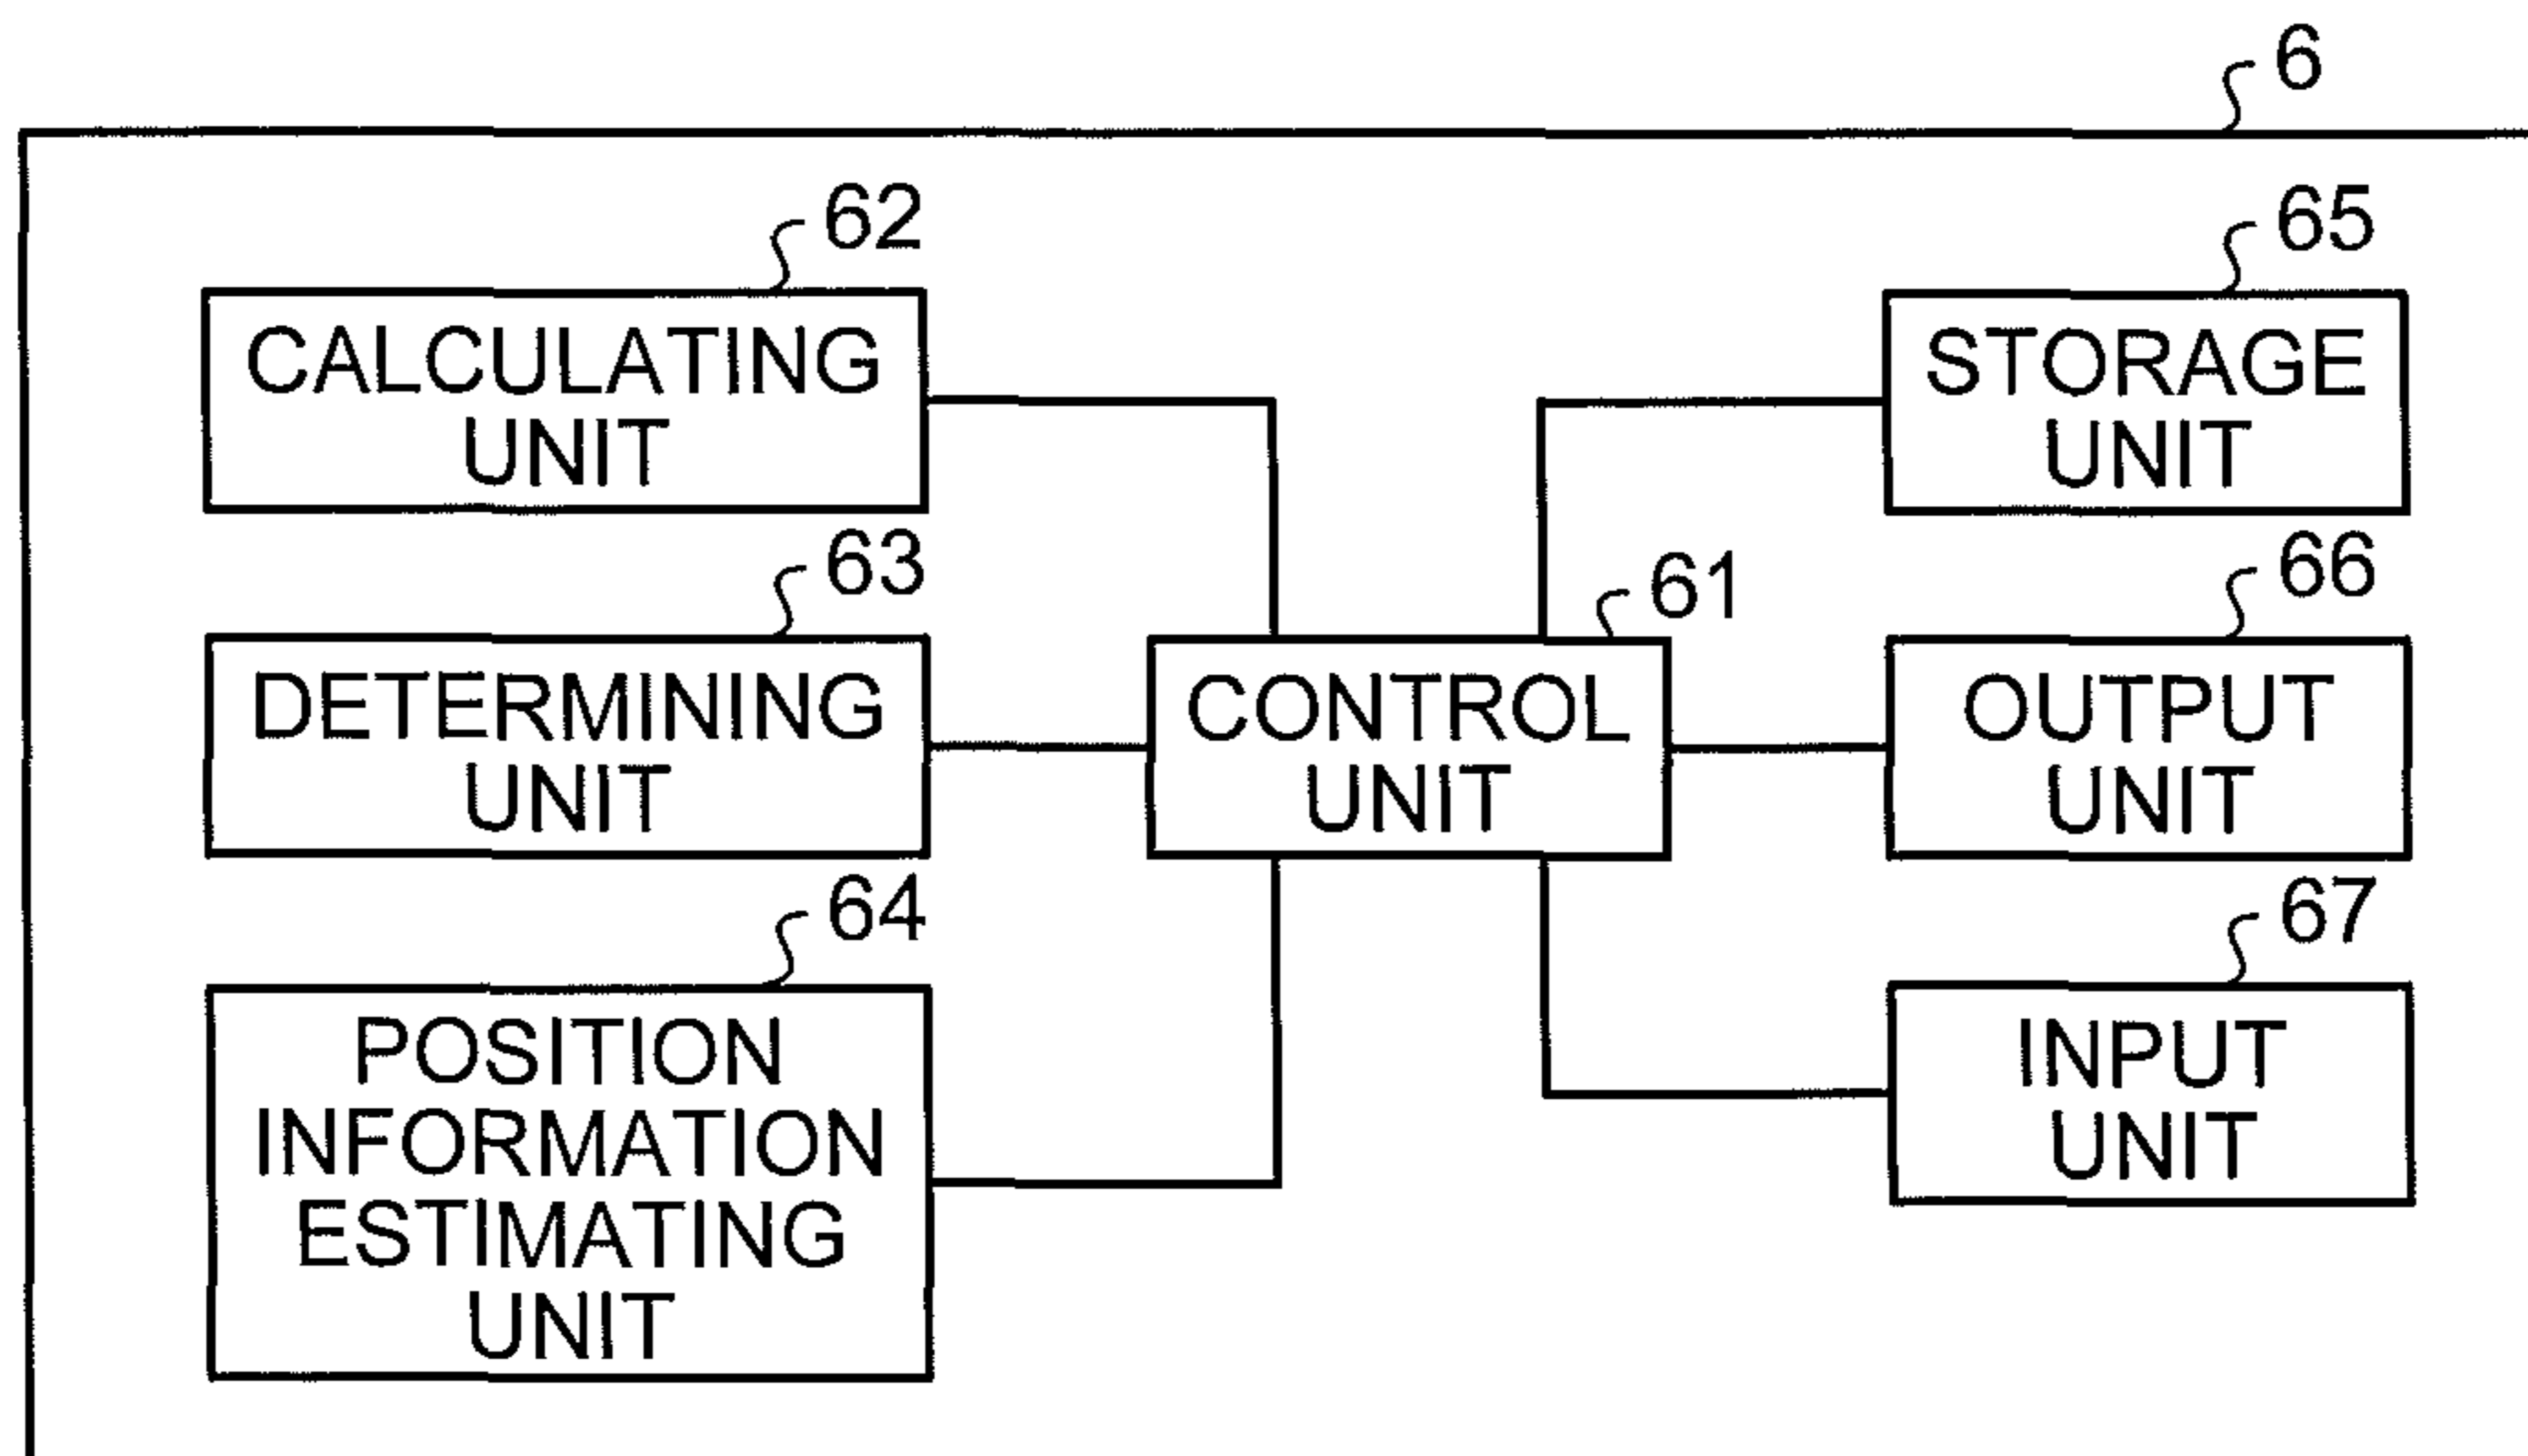 6
62
CALCULATING
UNIT
65
STORAGE
UNIT
63
DETERMINING
UNIT
61
CONTROL
UNIT
66
OUTPUT
UNIT
64
POSITION
INFORMATION
ESTIMATING
UNIT
67
INPUT
UNIT